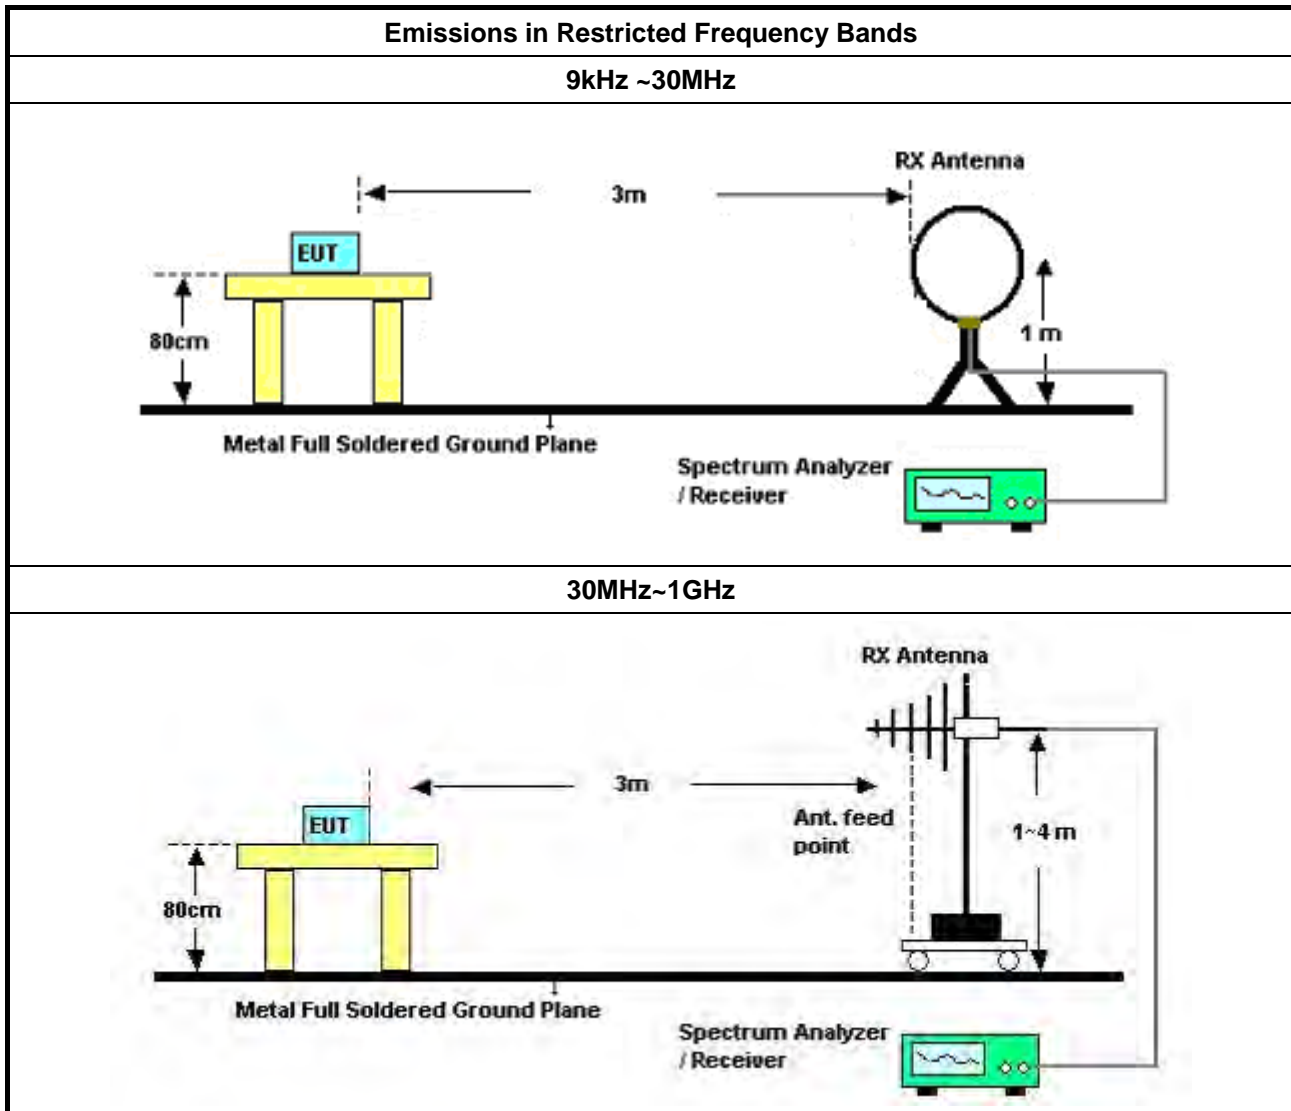 Emissions in Restricted Frequency Bands
9kHz ~30MHz
RX Antenna
3m
EUT
80cm
1 m
Metal Full Soldered Ground Plane
Spectrum Analyzer
/ Receiver
30MHz~1GHz
RX Antenna
3m
Ant. feed
point
1~4 m
EUT
80cm
Metal Full Soldered Ground Plane
Spectrum Analyzer
/ Receiver